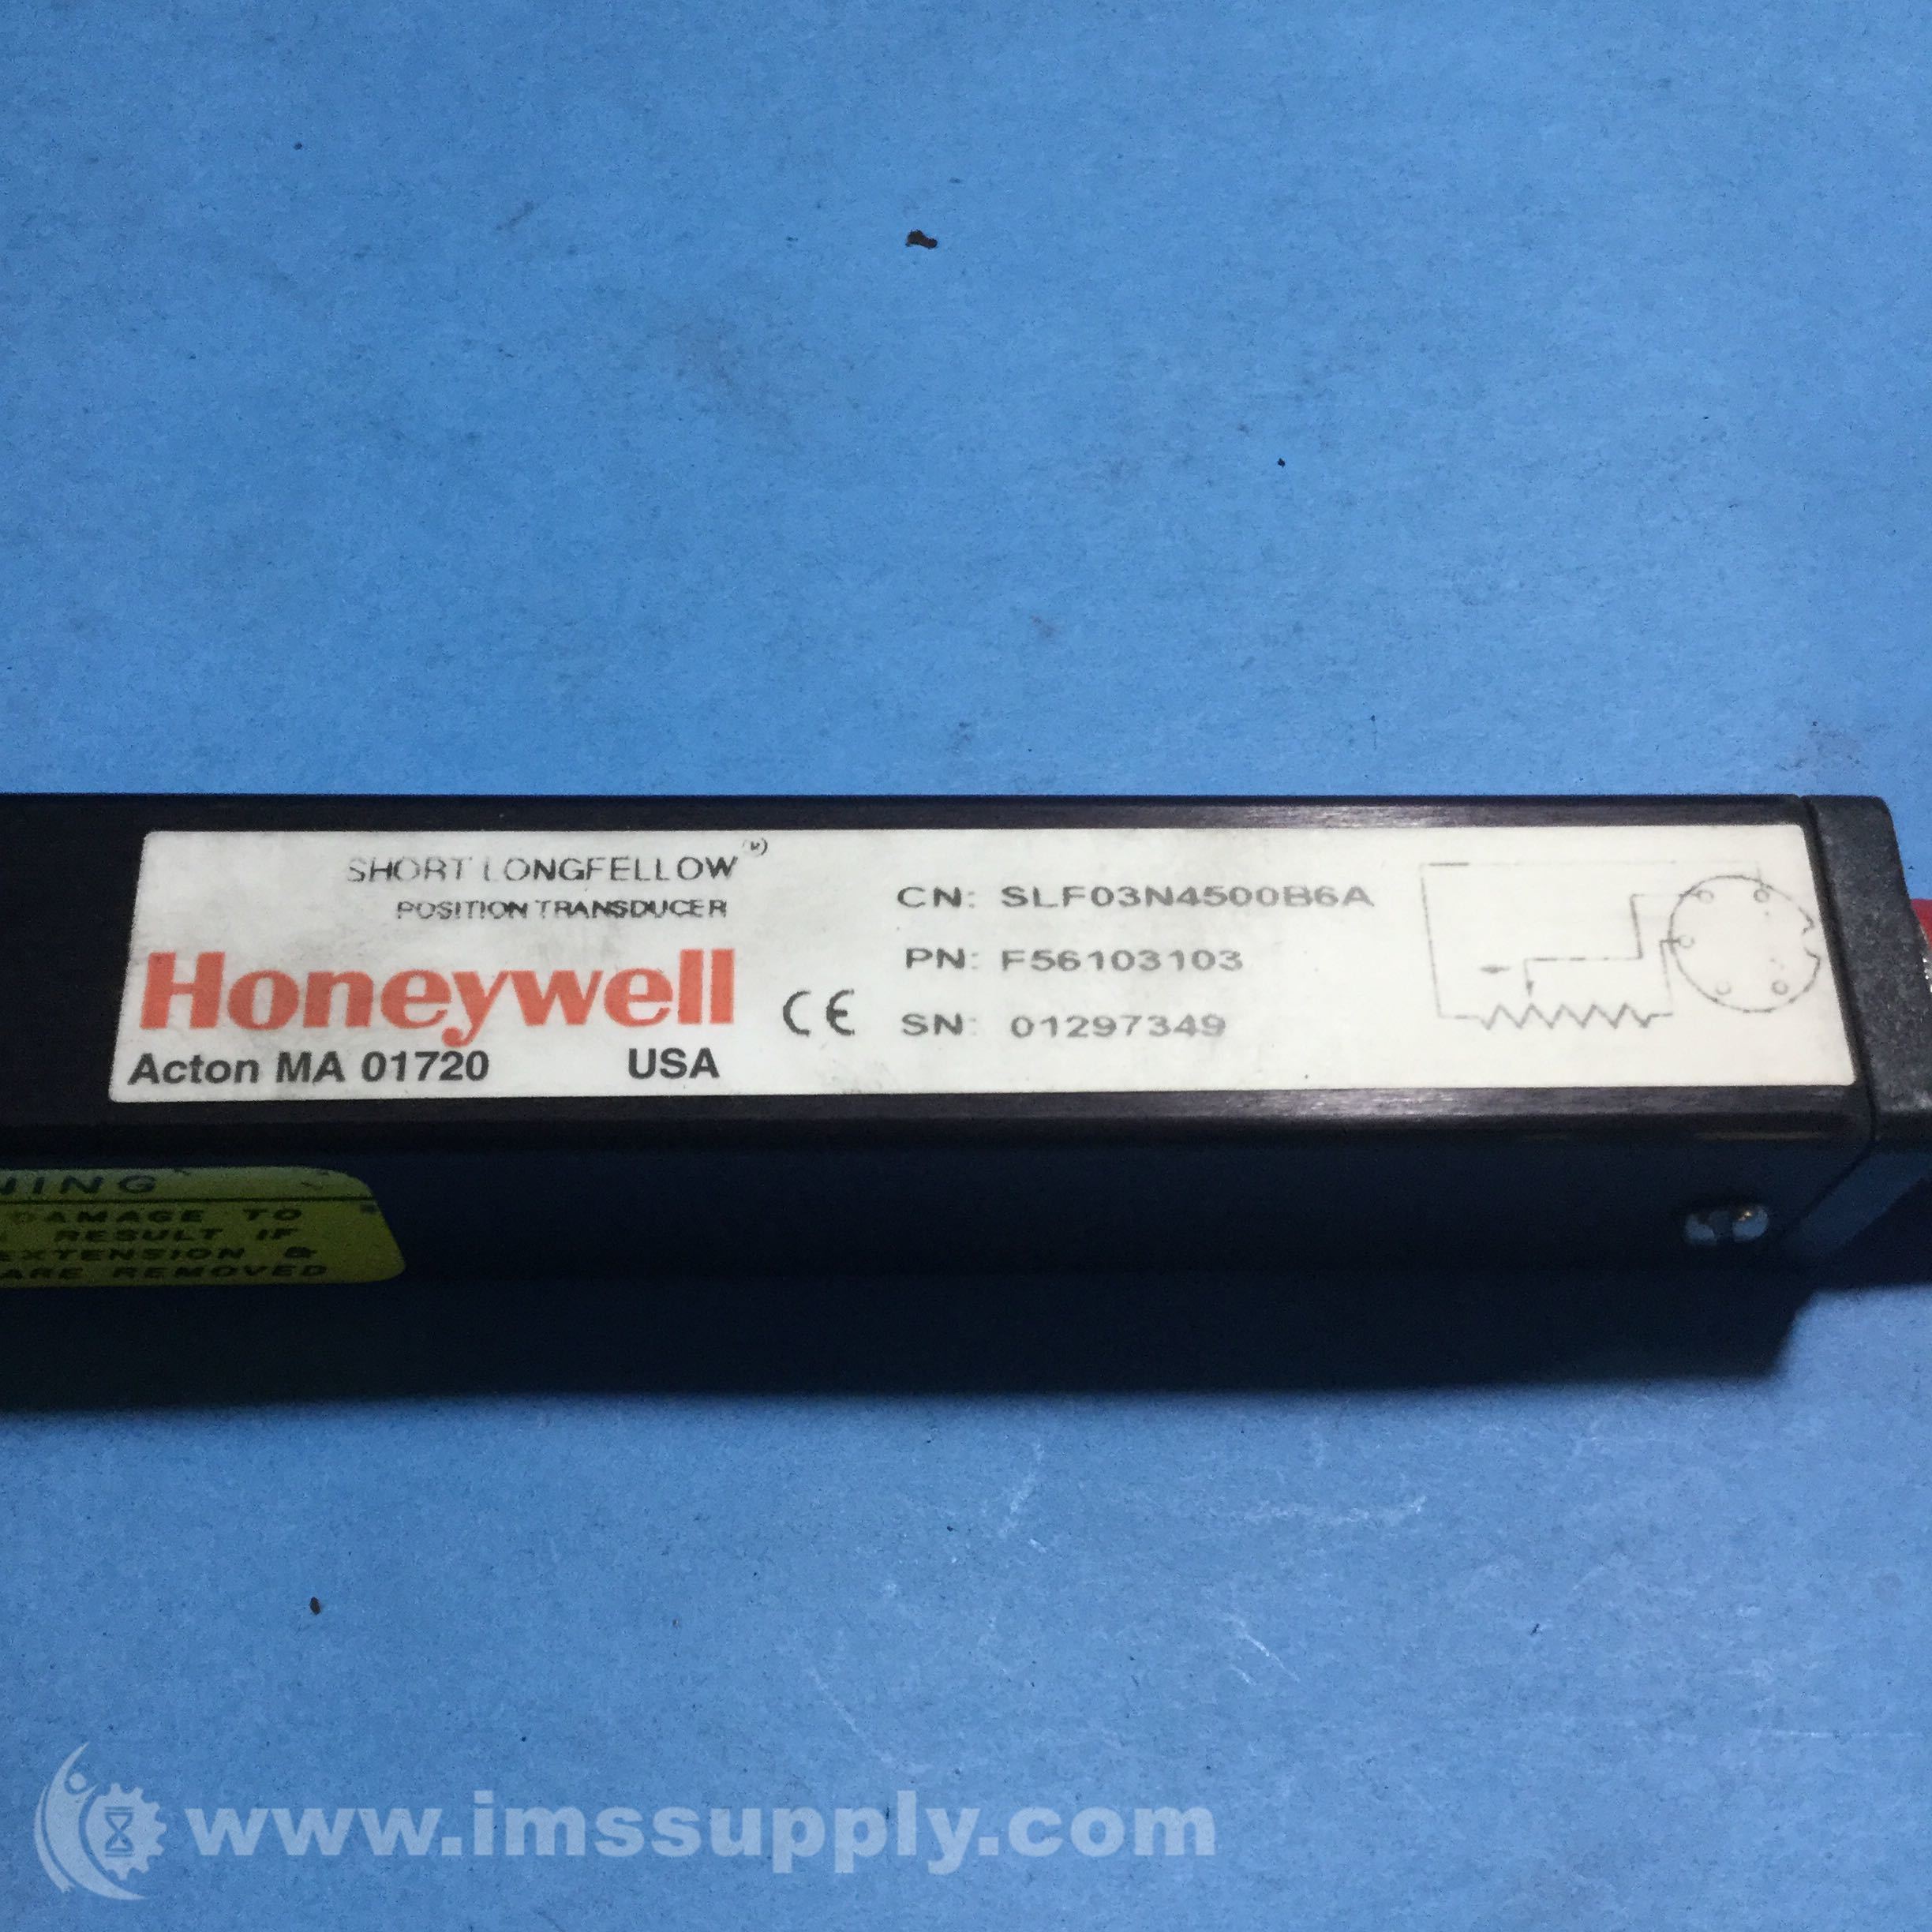 SHORT LONGFELLOW®
POSITION TRANSDUCER
Honeywell
Acton MA 01720 USA
CE
CN: SLF03N4500B6A
PN: F56103103
SN: 01297349
NING
DAMAGE TO
RESULT IF
EXTENSION &
ARE REMOVED
www.imssupply.com